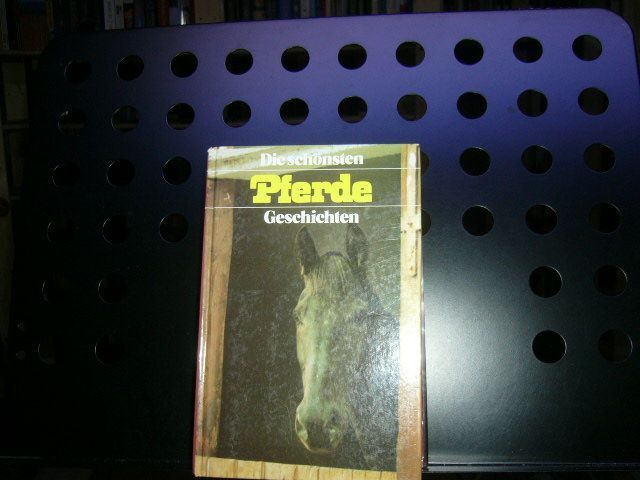 Die schönsten
Pferde
Geschichten